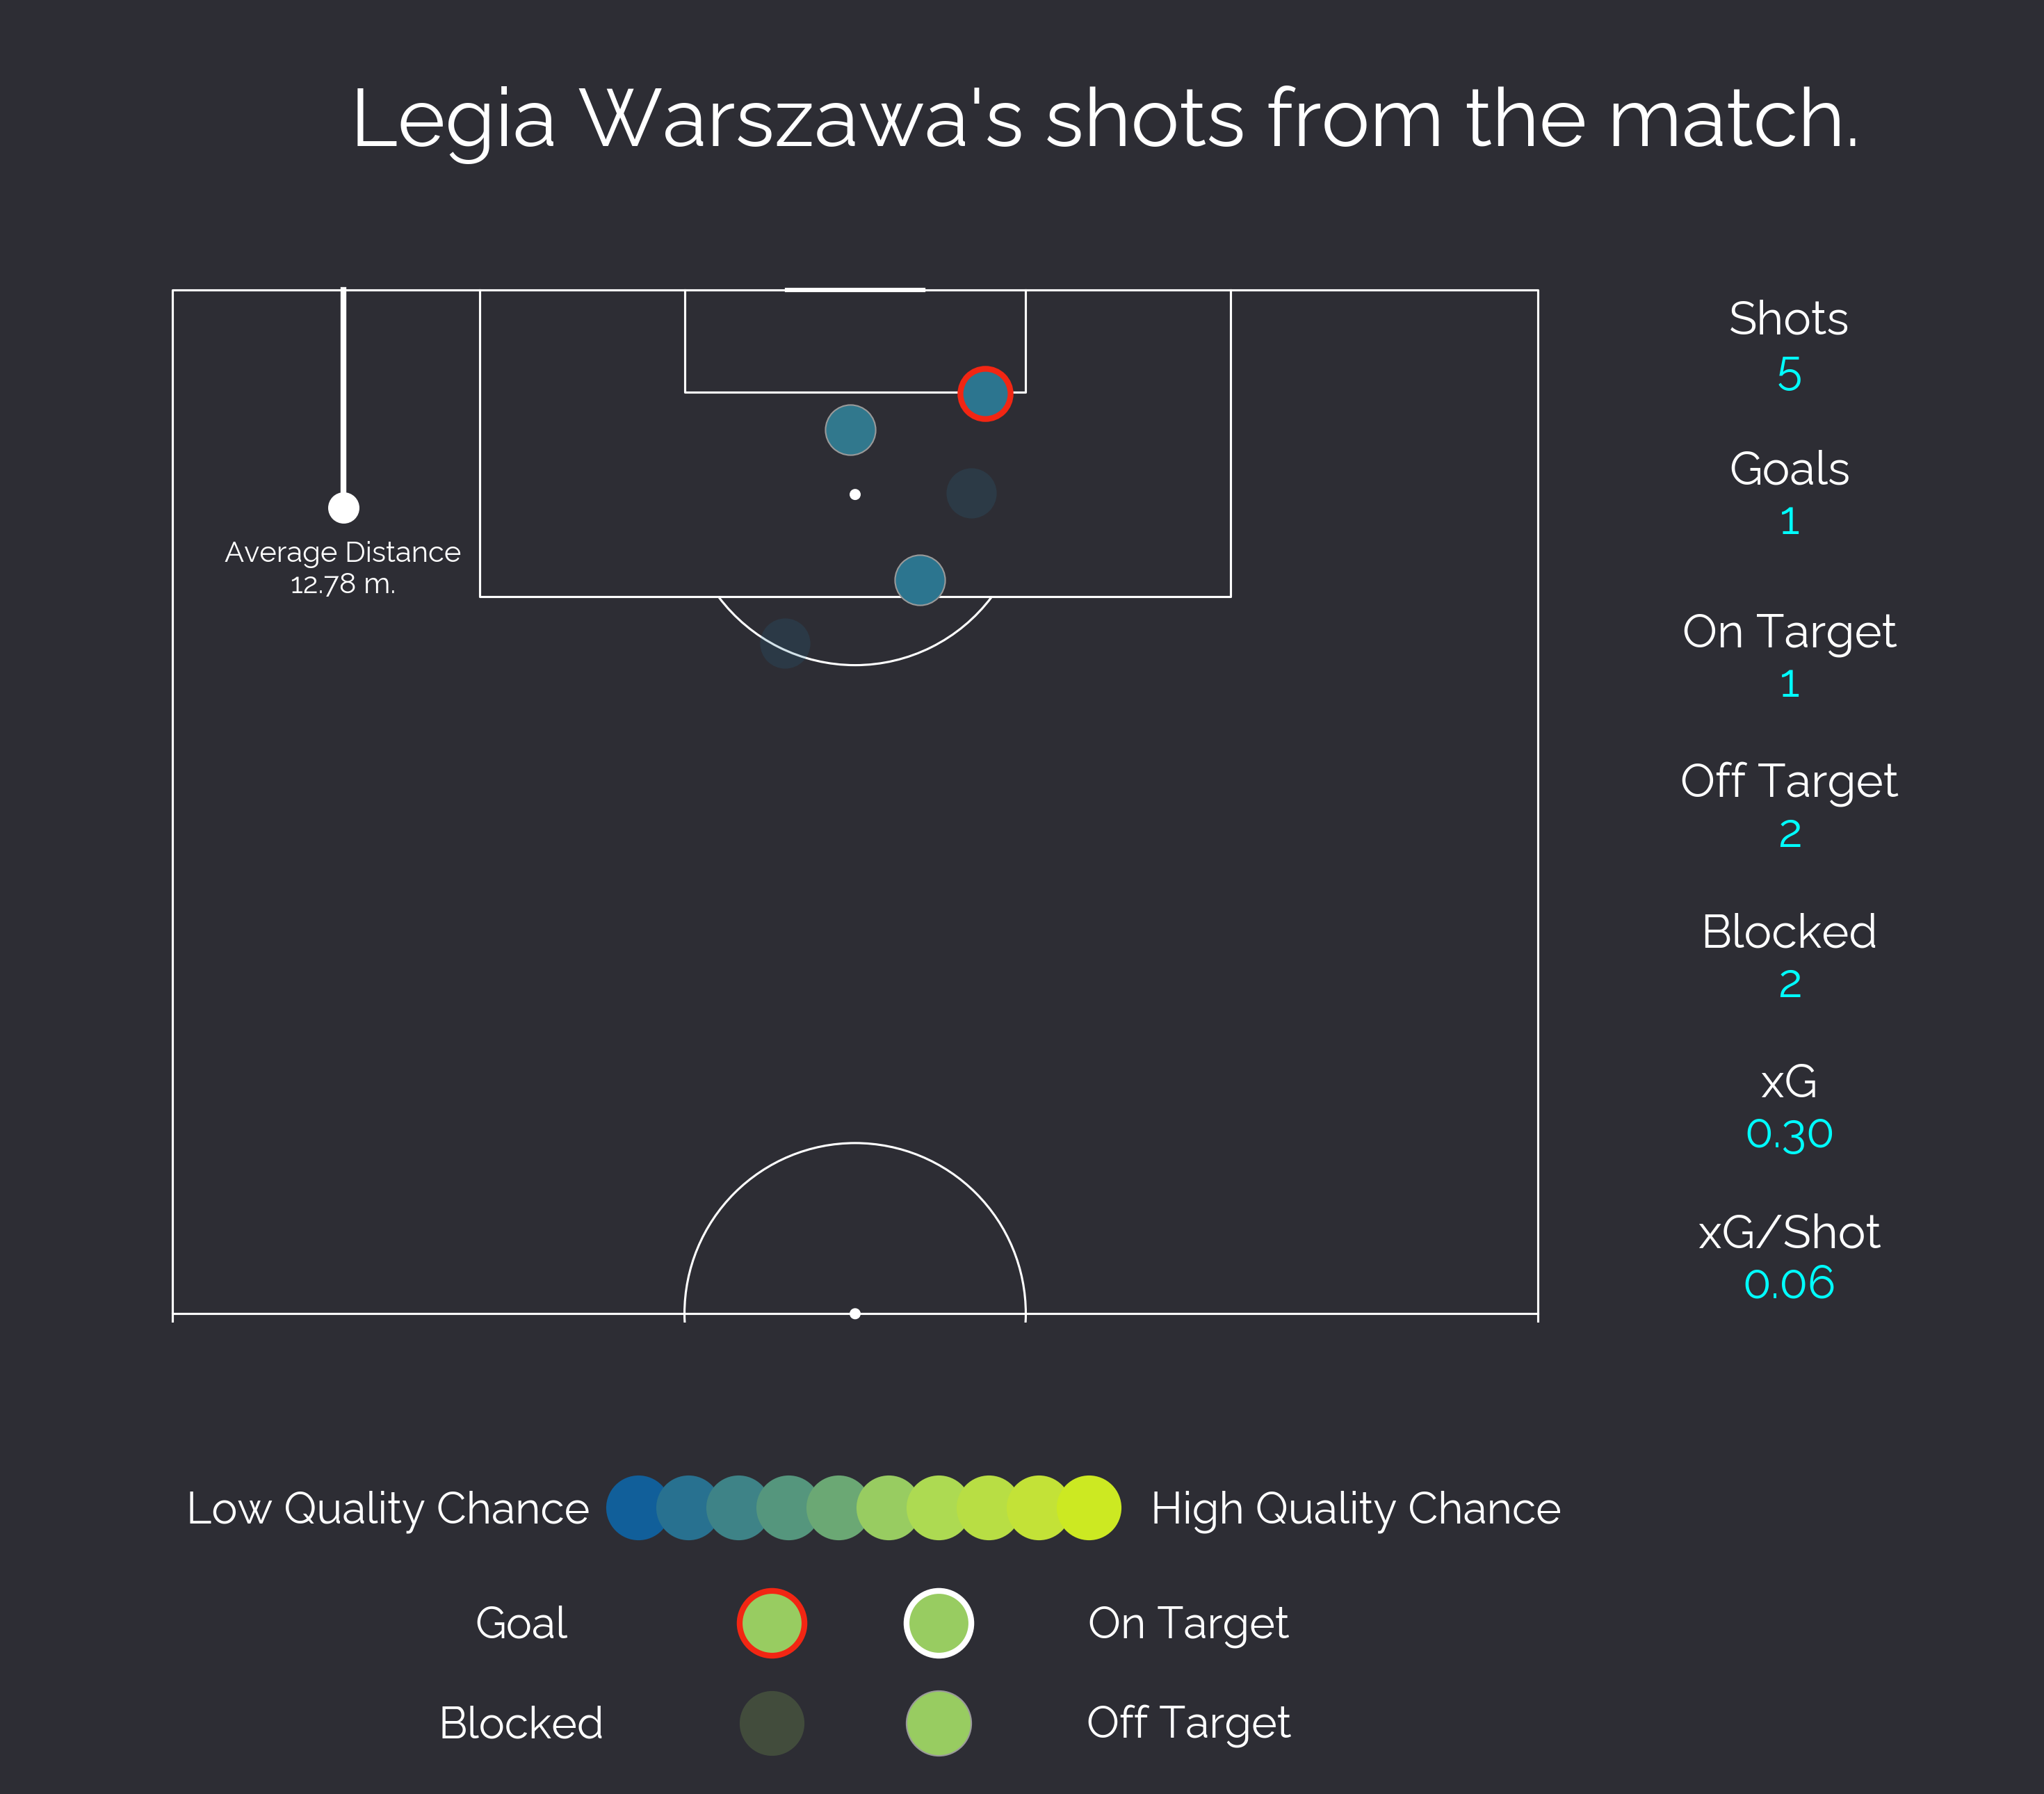 Legia Warszawa's shots from the match.
Average Distance
12.78 m.
Shots
5
Goals
1
On Target
1
Off Target
2
Blocked
2
xG
0.30
xG/Shot
0.06
Low Quality Chance
High Quality Chance
Goal
On Target
Blocked
Off Target